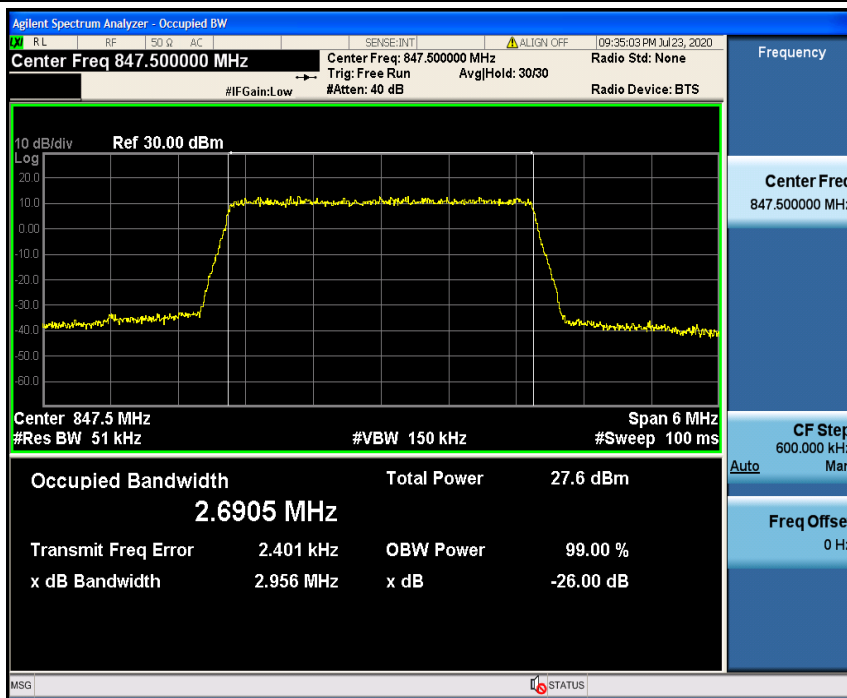 Agilent Spectrum Analyzer - Occupied BW
LXI RL RF 50 Ω AC SENSE:INT ALIGN OFF 09:35:03 PM Jul 23, 2020
Center Freq 847.500000 MHz
Center Freq: 847.500000 MHz Radio Std: None
Trig: Free Run Avg|Hold: 30/30
#IFGain:Low #Atten: 40 dB Radio Device: BTS
10 dB/div Ref 30.00 dBm
Log
20.0
10.0
0.00
-10.0
-20.0
-30.0
-40.0
-50.0
-60.0
Center 847.5 MHz Span 6 MHz
#Res BW 51 kHz #VBW 150 kHz #Sweep 100 ms
Occupied Bandwidth Total Power 27.6 dBm
2.6905 MHz
Transmit Freq Error 2.401 kHz OBW Power 99.00 %
x dB Bandwidth 2.956 MHz x dB -26.00 dB
MSG STATUS
Frequency
Center Freq
847.500000 MHz
CF Step
600.000 kHz
Auto Man
Freq Offse
0 Hz